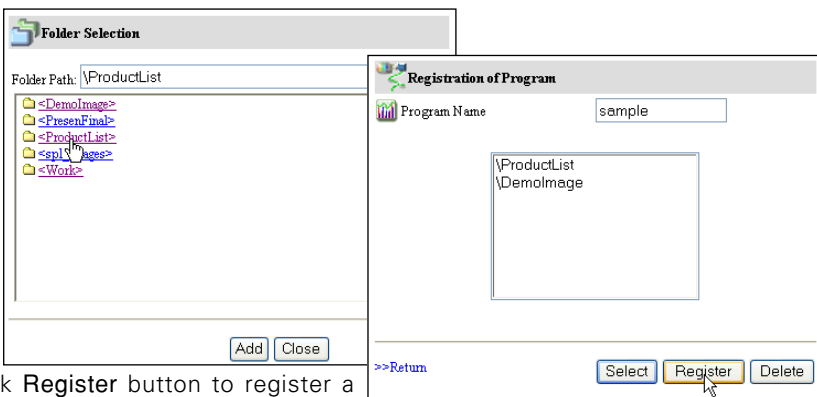 Folder Selection
Folder Path: \ProductList
<DemoImage>
<PresenFinal>
<ProductList>
<Work>
Add Close
k Register button to register a
Registration of Program
Program Name sample
\ProductList
\DemoImage
>>Return Select Register Delete